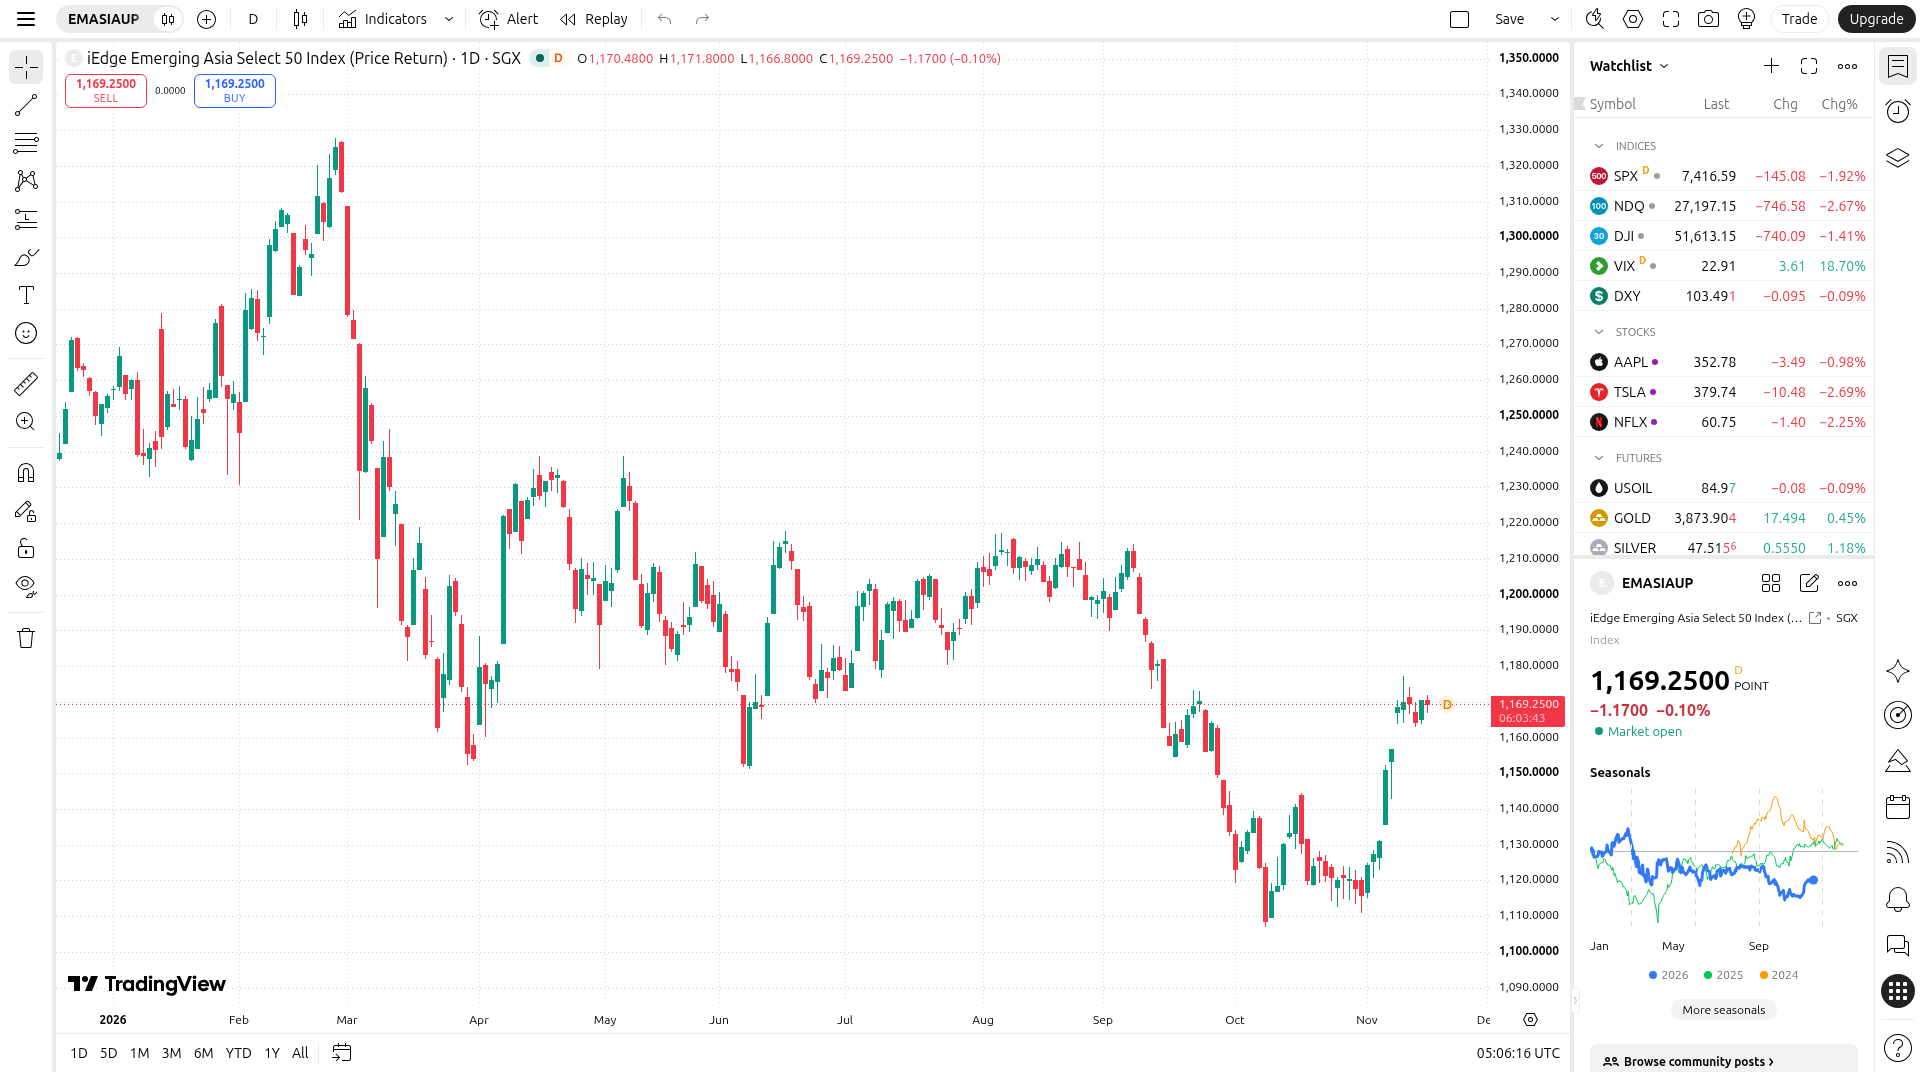 EMASIAUP D Indicators Alert Replay Save Trade Upgrade
E iEdge Emerging Asia Select 50 Index (Price Return) · 1D · SGX D O1,170.4800 H1,171.8000 L1,166.8000 C1,169.2500 −1.1700 (−0.10%)
1,169.2500 SELL 0.0000 1,169.2500 BUY
1,350.0000
1,340.0000
1,330.0000
1,320.0000
1,310.0000
1,300.0000
1,290.0000
1,280.0000
1,270.0000
1,260.0000
1,250.0000
1,240.0000
1,230.0000
1,220.0000
1,210.0000
1,200.0000
1,190.0000
1,180.0000
D 1,169.2500
06:03:43
1,160.0000
1,150.0000
1,140.0000
1,130.0000
1,120.0000
1,110.0000
1,100.0000
1,090.0000
TradingView
2026 Feb Mar Apr May Jun Jul Aug Sep Oct Nov De
1D 5D 1M 3M 6M YTD 1Y All 05:06:16 UTC
Watchlist
Symbol Last Chg Chg%
INDICES
500 SPX D 7,416.59 −145.08 −1.92%
100 NDQ 27,197.15 −746.58 −2.67%
30 DJI 51,613.15 −740.09 −1.41%
VIX D 22.91 3.61 18.70%
$ DXY 103.491 −0.095 −0.09%
STOCKS
AAPL 352.78 −3.49 −0.98%
TSLA 379.74 −10.48 −2.69%
N NFLX 60.75 −1.40 −2.25%
FUTURES
USOIL 84.97 −0.08 −0.09%
GOLD 3,873.904 17.494 0.45%
SILVER 47.5156 0.5550 1.18%
E EMASIAUP
iEdge Emerging Asia Select 50 Index (... • SGX
Index
1,169.2500 D POINT
−1.1700 −0.10%
Market open
Seasonals
Jan May Sep
2026 2025 2024
More seasonals
Browse community posts ›